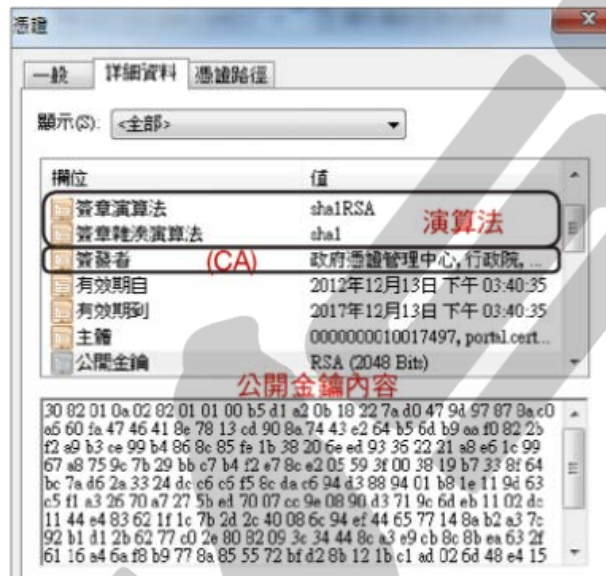 憑證
一般 詳細資料 憑證路徑
顯示(S): <全部>
欄位 值
簽章演算法 sha1RSA
演算法
簽章雜湊演算法 sha1
簽發者 (CA) 政府憑證管理中心, 行政院, ...
有效期自 2012年12月13日 下午 03:40:35
有效期到 2017年12月13日 下午 03:40:35
主體 0000000010017497, portal.cert...
公開金鑰 RSA (2048 Bits)
公開金鑰內容
30 82 01 0a 02 82 01 01 00 b5 d1 a2 0b 18 22 7a d0 47 9d 97 87 8a c0
a6 60 fa 47 46 41 8e 78 13 cd 90 8a 74 43 e2 64 b5 6d b9 aa f0 82 2b
f2 a9 b3 ce 99 b4 86 8c 85 fe 1b 38 20 6e ed 93 36 22 21 a8 e6 1c 99
67 a8 75 9c 7b 29 bb c7 b4 f2 e7 8c e2 05 59 3f 00 38 19 b7 33 8f 64
bc 7a d6 2a 33 24 dc c6 c6 f5 8c da c6 94 d3 88 94 01 b8 1e 11 9d 63
c5 f1 a3 26 70 a7 27 5b ed 70 07 cc 9e 08 90 d3 71 9c 6d eb 11 02 dc
11 44 e4 83 62 1f 1c 7b 2d 2c 40 08 6c 94 ef 44 65 77 14 8a b2 a3 7c
92 b1 d1 2b 62 77 c0 2e 80 82 09 3c 34 44 8c a3 e9 cb 8c 8b ea 63 2f
61 16 a4 6a f8 b9 77 8a 85 55 72 bf d2 8b 12 1b c1 ad 02 6d 48 e4 15